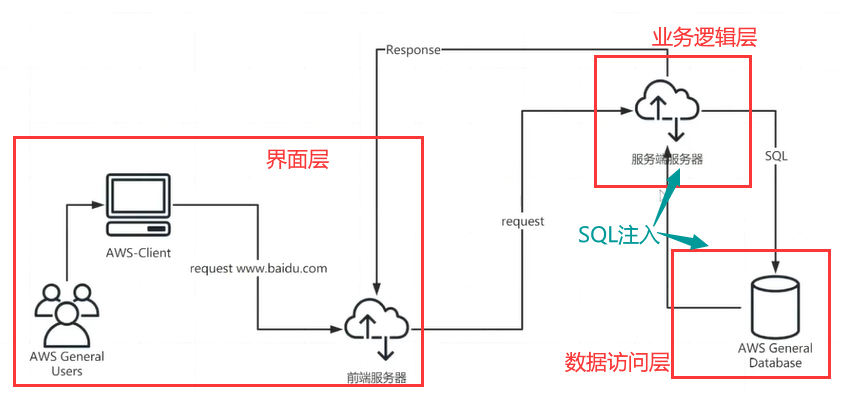 业务逻辑层
Response
界面层
服务端服务器
SQL
AWS-Client
request
SQL注入
request www.baidu.com
AWS General
Users
前端服务器
数据访问层
AWS General
Database